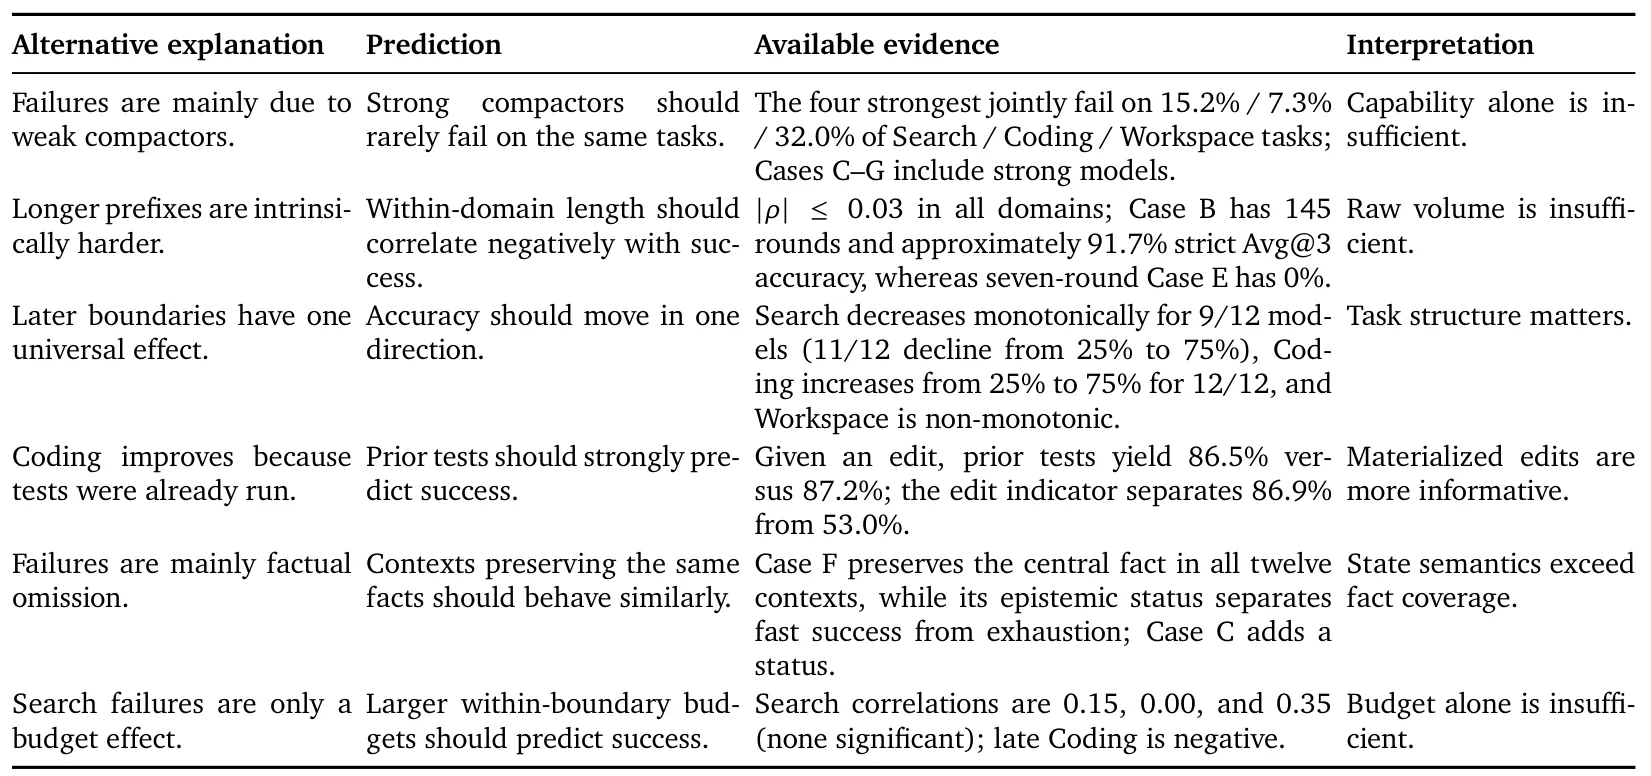 Alternative explanation Prediction Available evidence Interpretation
Failures are mainly due to
weak compactors.
Strong compactors should
rarely fail on the same tasks.
The four strongest jointly fail on 15.2% / 7.3%
/ 32.0% of Search / Coding / Workspace tasks;
Cases C–G include strong models.
Capability alone is in-
sufficient.
Longer prefixes are intrinsi-
cally harder.
Within-domain length should
correlate negatively with suc-
cess.
|ρ| ≤ 0.03 in all domains; Case B has 145
rounds and approximately 91.7% strict Avg@3
accuracy, whereas seven-round Case E has 0%.
Raw volume is insuffi-
cient.
Later boundaries have one
universal effect.
Accuracy should move in one
direction.
Search decreases monotonically for 9/12 mod-
els (11/12 decline from 25% to 75%), Cod-
ing increases from 25% to 75% for 12/12, and
Workspace is non-monotonic.
Task structure matters.
Coding improves because
tests were already run.
Prior tests should strongly pre-
dict success.
Given an edit, prior tests yield 86.5% ver-
sus 87.2%; the edit indicator separates 86.9%
from 53.0%.
Materialized edits are
more informative.
Failures are mainly factual
omission.
Contexts preserving the same
facts should behave similarly.
Case F preserves the central fact in all twelve
contexts, while its epistemic status separates
fast success from exhaustion; Case C adds a
status.
State semantics exceed
fact coverage.
Search failures are only a
budget effect.
Larger within-boundary bud-
gets should predict success.
Search correlations are 0.15, 0.00, and 0.35
(none significant); late Coding is negative.
Budget alone is insuffi-
cient.